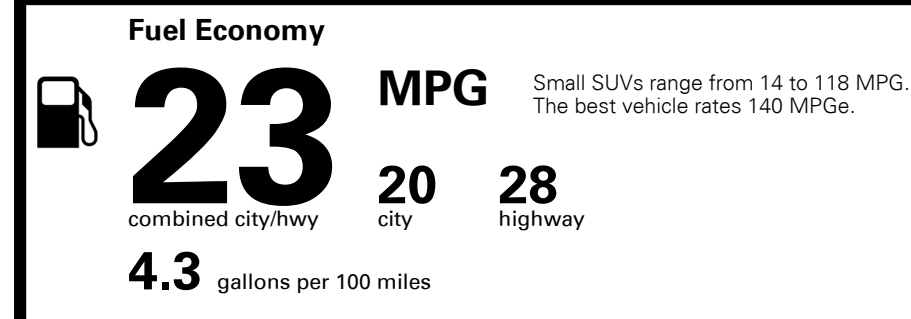 Fuel Economy
23
MPG
Small SUVs range from 14 to 118 MPG.
The best vehicle rates 140 MPGe.
combined city/hwy
20
city
28
highway
4.3 gallons per 100 miles